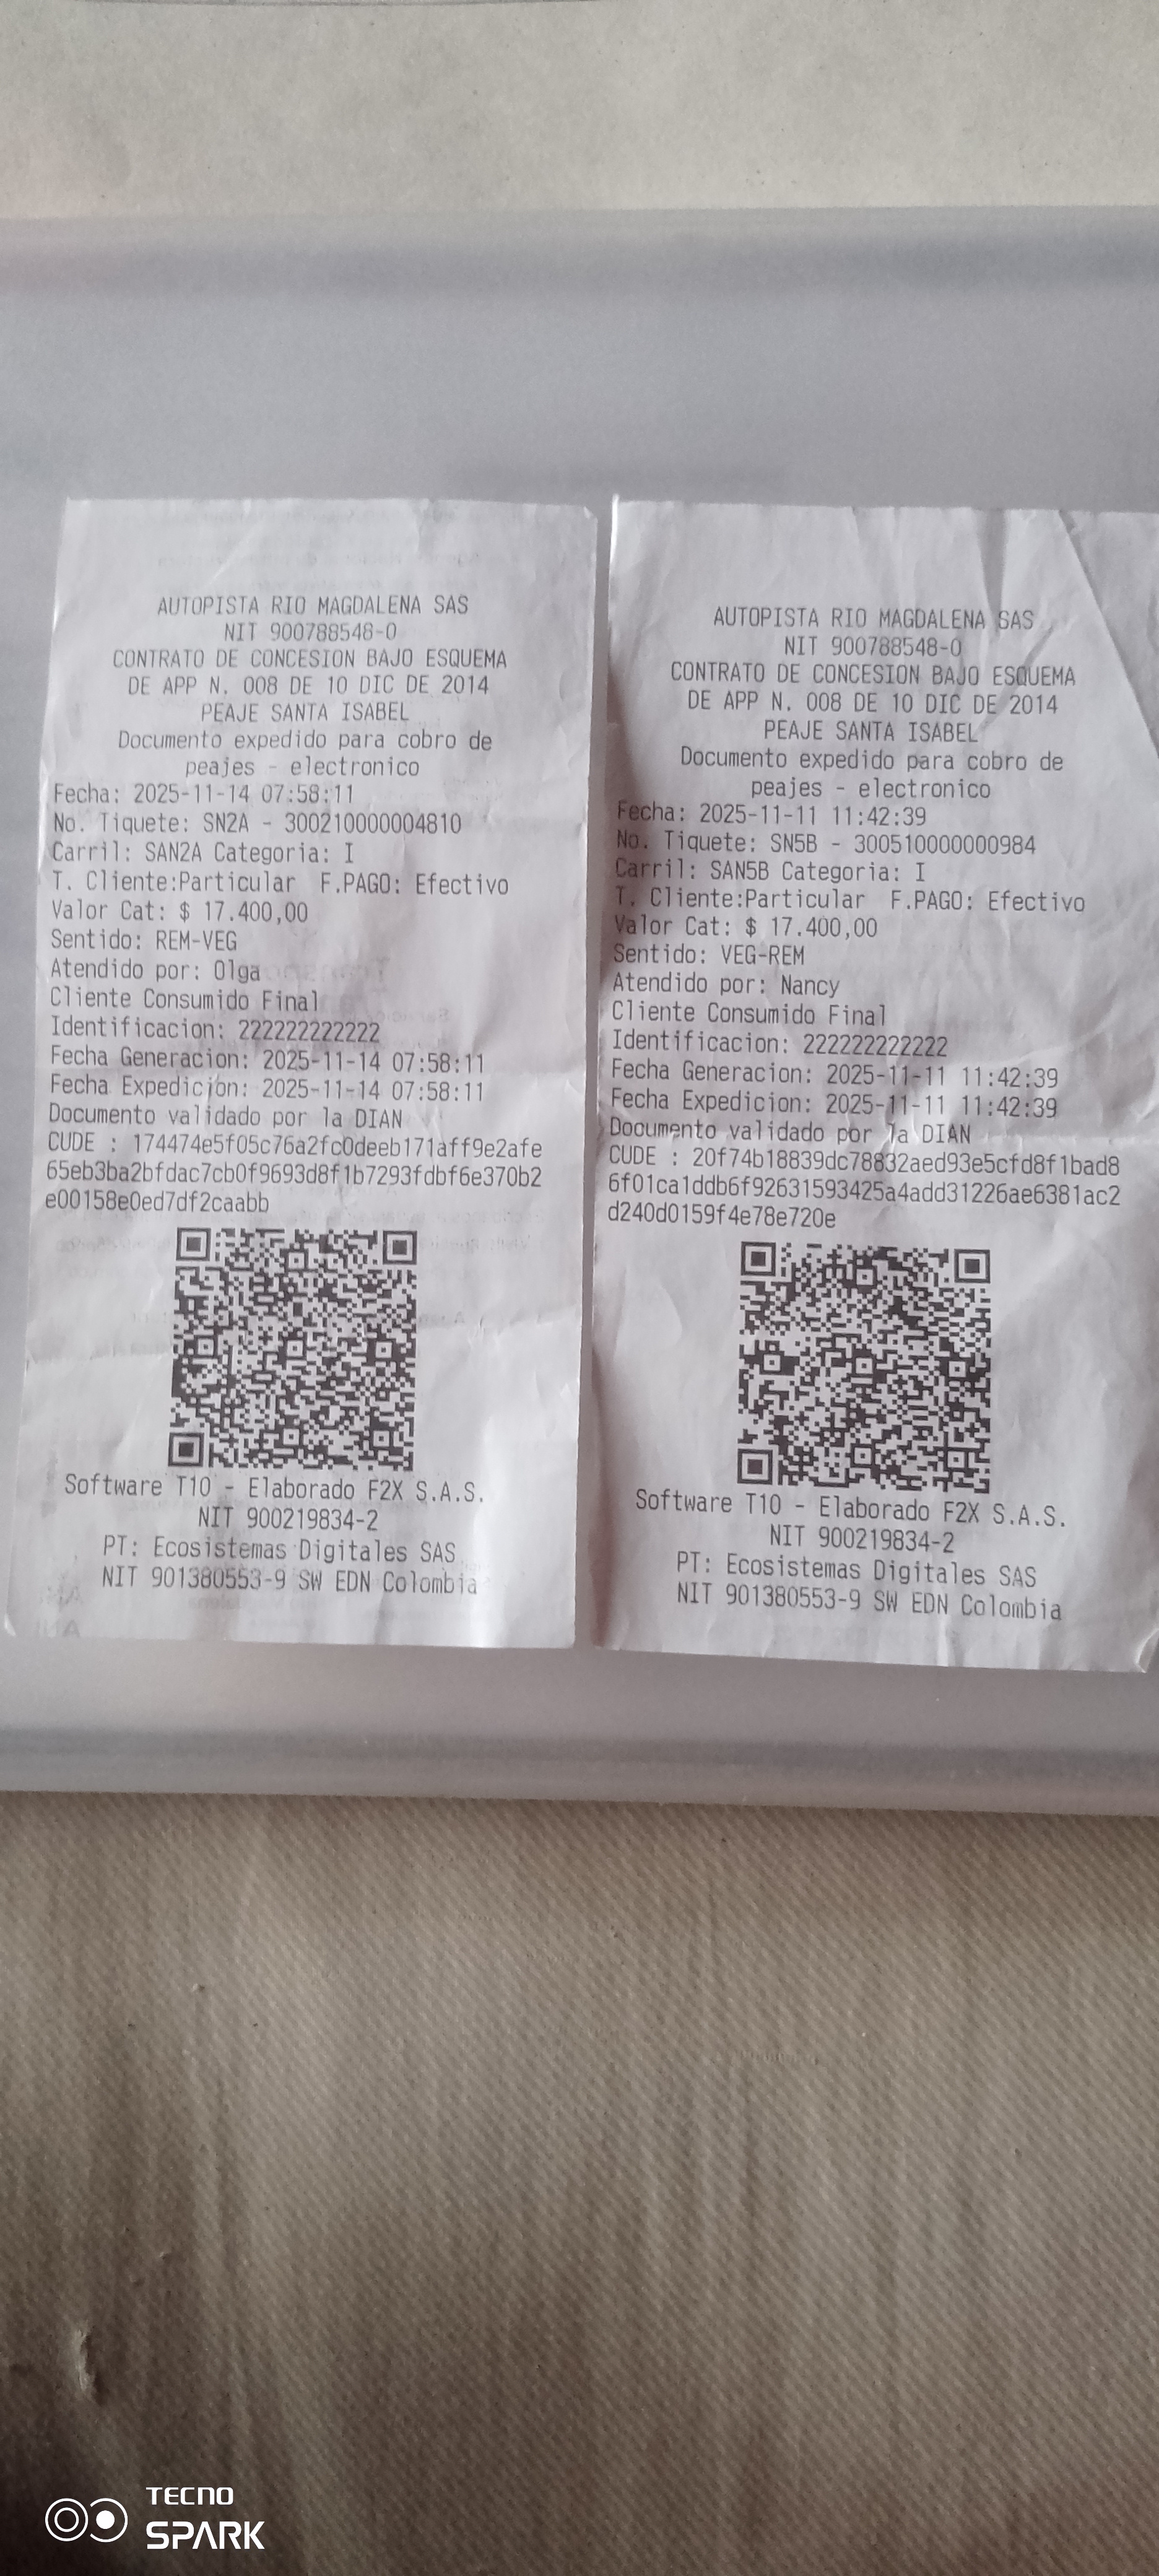 AUTOPISTA RIO MAGDALENA SAS
NIT 900788548-0
CONTRATO DE CONCESION BAJO ESQUEMA
DE APP N. 008 DE 10 DIC DE 2014
PEAJE SANTA ISABEL
Documento expedido para cobro de
peajes - electronico
Fecha: 2025-11-14 07:58:11
No. Tiquete: SN2A - 300210000004810
Carril: SAN2A Categoria: I
T. Cliente:Particular F.PAGO: Efectivo
Valor Cat: $ 17.400,00
Sentido: REM-VEG
Atendido por: Olga
Cliente Consumido Final
Identificacion: 222222222222
Fecha Generacion: 2025-11-14 07:58:11
Fecha Expedicion: 2025-11-14 07:58:11
Documento validado por la DIAN
CUDE : 174474e5f05c76a2fc0deeb171aff9e2afe
65eb3ba2bfdac7cb0f9693d8f1b7293fdbf6e370b2
e00158e0ed7df2caabb
Software T10 - Elaborado F2X S.A.S.
NIT 900219834-2
PT: Ecosistemas Digitales SAS
NIT 901380553-9 SW EDN Colombia
AUTOPISTA RIO MAGDALENA SAS
NIT 900788548-0
CONTRATO DE CONCESION BAJO ESQUEMA
DE APP N. 008 DE 10 DIC DE 2014
PEAJE SANTA ISABEL
Documento expedido para cobro de
peajes - electronico
Fecha: 2025-11-11 11:42:39
No. Tiquete: SN5B - 300510000000984
Carril: SAN5B Categoria: I
T. Cliente:Particular F.PAGO: Efectivo
Valor Cat: $ 17.400,00
Sentido: VEG-REM
Atendido por: Nancy
Cliente Consumido Final
Identificacion: 222222222222
Fecha Generacion: 2025-11-11 11:42:39
Fecha Expedicion: 2025-11-11 11:42:39
Documento validado por la DIAN
CUDE : 20f74b18839dc78832aed93e5cfd8f1bad8
6f01ca1ddb6f92631593425a4add31226ae6381ac2
d240d0159f4e78e720e
Software T10 - Elaborado F2X S.A.S.
NIT 900219834-2
PT: Ecosistemas Digitales SAS
NIT 901380553-9 SW EDN Colombia
TECNO
SPARK